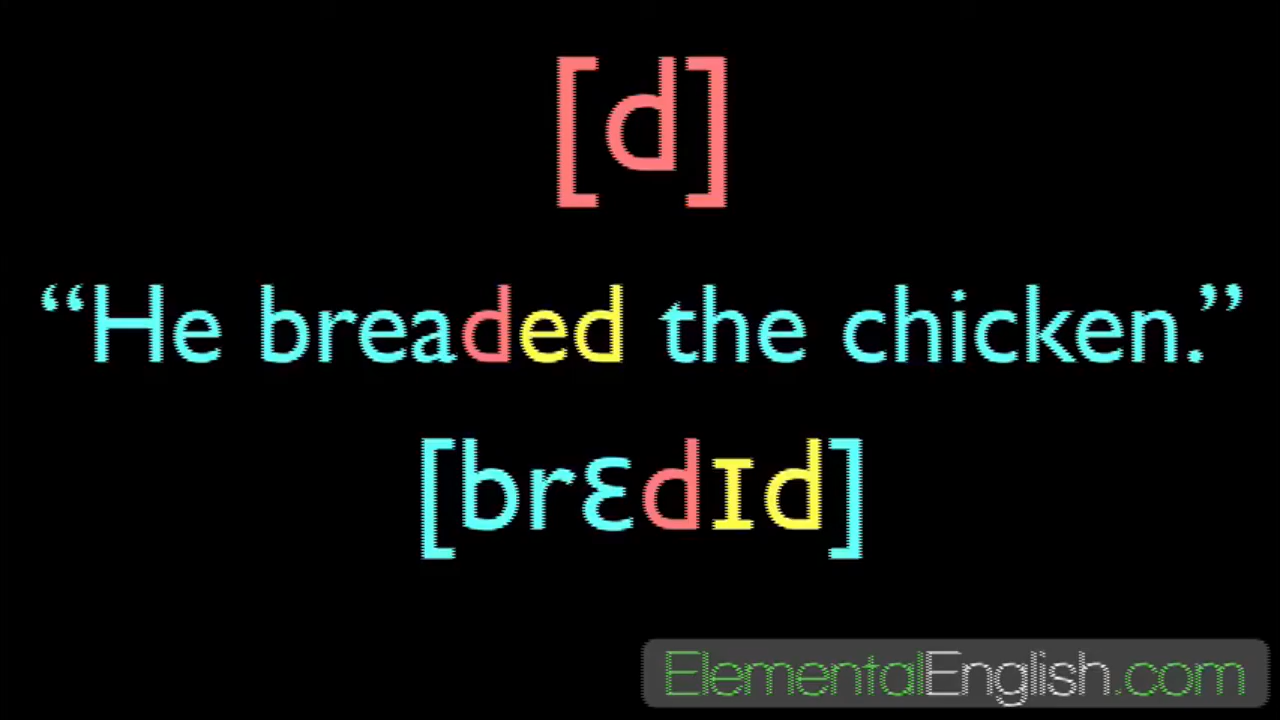 [d]
“He breaded the chicken.”
[brɛdɪd]
ElementalEnglish.com